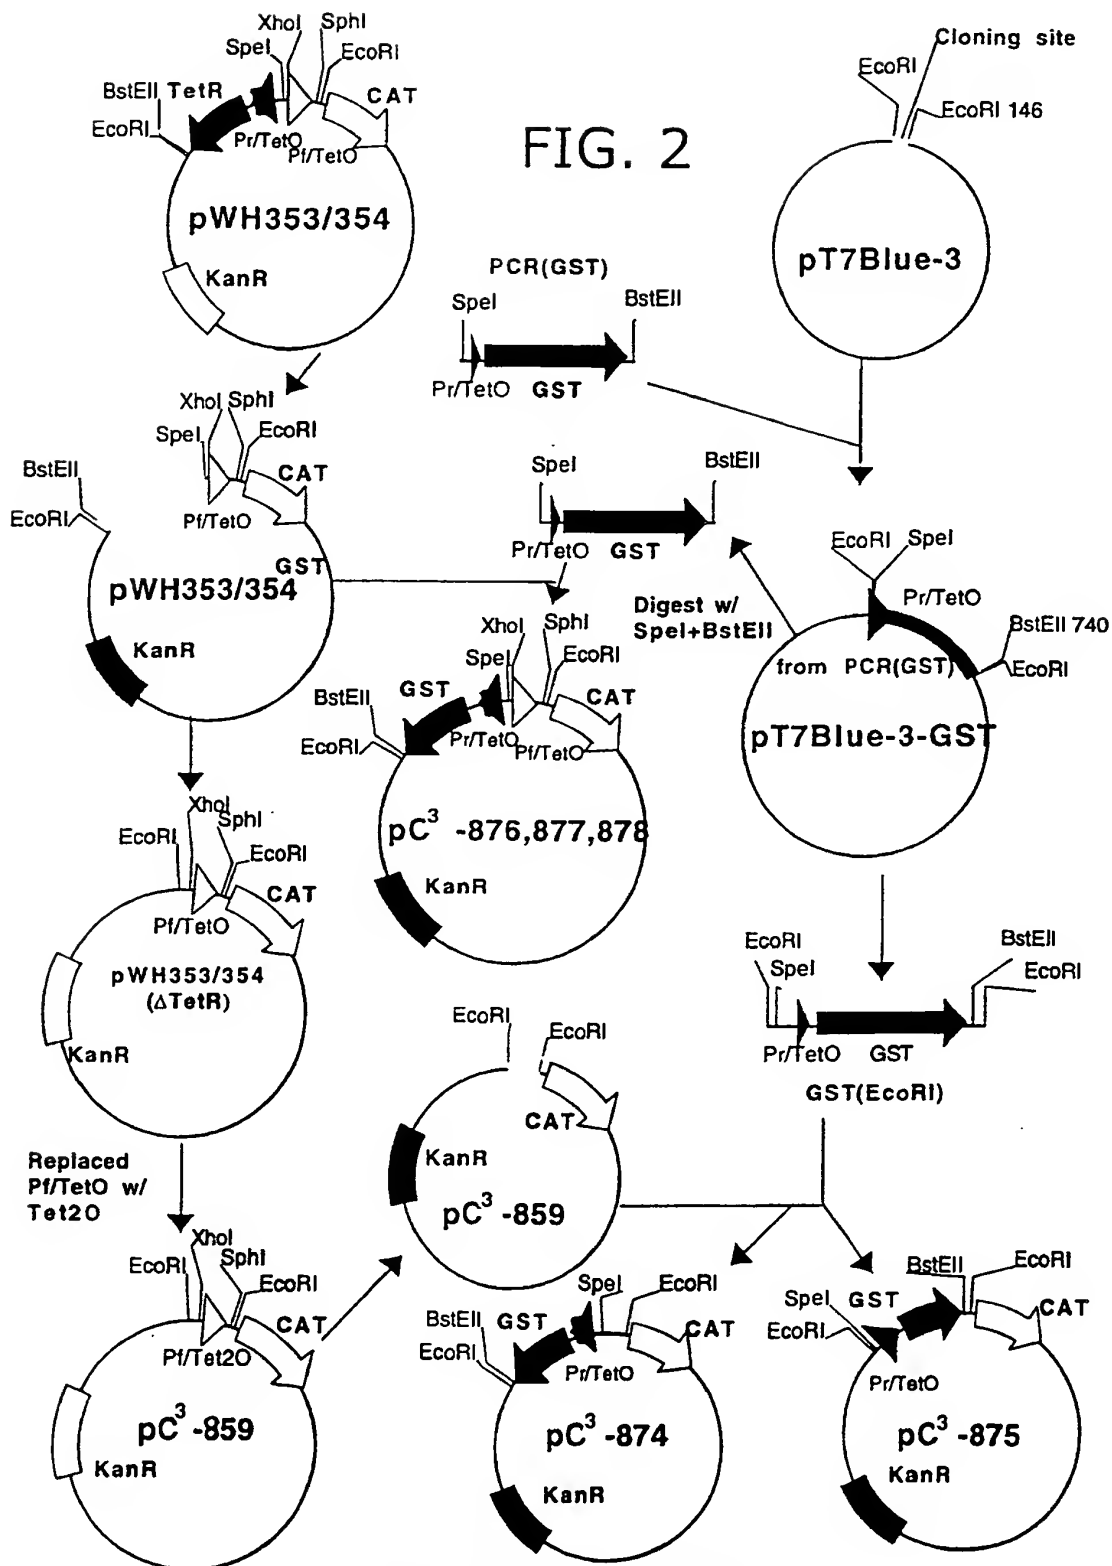 FIG. 2
XhoI
SphI
SpeI
EcoRI
BstEII
TetR
EcoRI
CAT
Pr/TetO
Pf/TetO
pWH353/354
KanR
Cloning site
EcoRI
EcoRI 146
pT7Blue-3
PCR(GST)
SpeI
BstEII
Pr/TetO
GST
XhoI
SphI
SpeI
EcoRI
BstEII
EcoRI
CAT
Pf/TetO
GST
pWH353/354
KanR
SpeI
BstEII
Pr/TetO
GST
Digest w/
SpeI+BstEII
EcoRI
SpeI
Pr/TetO
BstEII 740
EcoRI
from PCR(GST)
pT7Blue-3-GST
XhoI
SphI
SpeI
EcoRI
GST
BstEII
EcoRI
CAT
Pr/TetO
Pf/TetO
pC3 -876,877,878
KanR
XhoI
SphI
EcoRI
EcoRI
CAT
Pf/TetO
pWH353/354
(ΔTetR)
KanR
EcoRI
SpeI
BstEII
EcoRI
Pr/TetO
GST
GST(EcoRI)
EcoRI
EcoRI
CAT
KanR
pC3 -859
Replaced
Pf/TetO w/
Tet2O
XhoI
SphI
EcoRI
EcoRI
CAT
Pf/Tet2O
pC3 -859
KanR
SpeI
EcoRI
GST
BstEII
EcoRI
CAT
Pr/TetO
pC3 -874
KanR
BstEII
EcoRI
SpeI
GST
EcoRI
CAT
Pr/TetO
pC3 -875
KanR